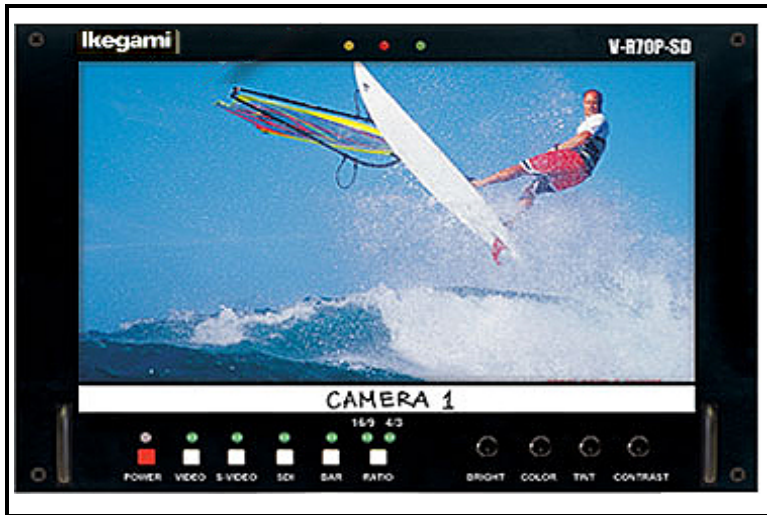 Ikegami
V-R70P-SD
CAMERA 1
16/9 4/3
POWER VIDEO S-VIDEO SDI BAR RATIO BRIGHT COLOR TINT CONTRAST